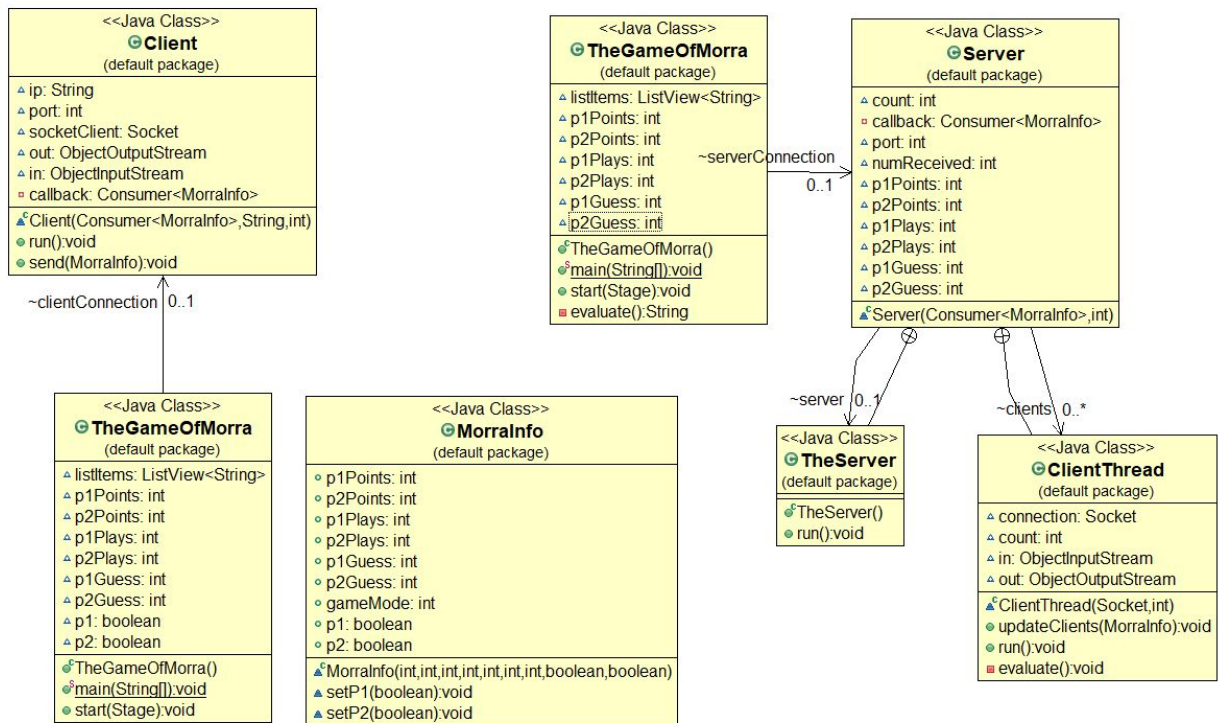 <<Java Class>>
Client
(default package)
ip: String
port: int
socketClient: Socket
out: ObjectOutputStream
in: ObjectInputStream
callback: Consumer<MorraInfo>
Client(Consumer<MorraInfo>,String,int)
run():void
send(MorraInfo):void
~clientConnection
0..1
<<Java Class>>
TheGameOfMorra
(default package)
listItems: ListView<String>
p1Points: int
p2Points: int
p1Plays: int
p2Plays: int
p1Guess: int
p2Guess: int
TheGameOfMorra()
main(String[]):void
start(Stage):void
evaluate():String
~serverConnection
0..1
<<Java Class>>
Server
(default package)
count: int
callback: Consumer<MorraInfo>
port: int
numReceived: int
p1Points: int
p2Points: int
p1Plays: int
p2Plays: int
p1Guess: int
p2Guess: int
Server(Consumer<MorraInfo>,int)
~server
0..1
~clients
0..*
<<Java Class>>
TheGameOfMorra
(default package)
listItems: ListView<String>
p1Points: int
p2Points: int
p1Plays: int
p2Plays: int
p1Guess: int
p2Guess: int
p1: boolean
p2: boolean
TheGameOfMorra()
main(String[]):void
start(Stage):void
<<Java Class>>
MorraInfo
(default package)
p1Points: int
p2Points: int
p1Plays: int
p2Plays: int
p1Guess: int
p2Guess: int
gameMode: int
p1: boolean
p2: boolean
MorraInfo(int,int,int,int,int,int,int,boolean,boolean)
setP1(boolean):void
setP2(boolean):void
<<Java Class>>
TheServer
(default package)
TheServer()
run():void
<<Java Class>>
ClientThread
(default package)
connection: Socket
count: int
in: ObjectInputStream
out: ObjectOutputStream
ClientThread(Socket,int)
updateClients(MorraInfo):void
run():void
evaluate():void